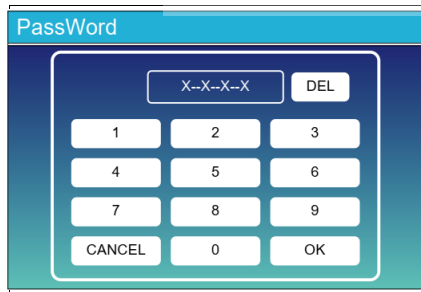 PassWord
X--X--X--X DEL
1 2 3
4 5 6
7 8 9
CANCEL 0 OK